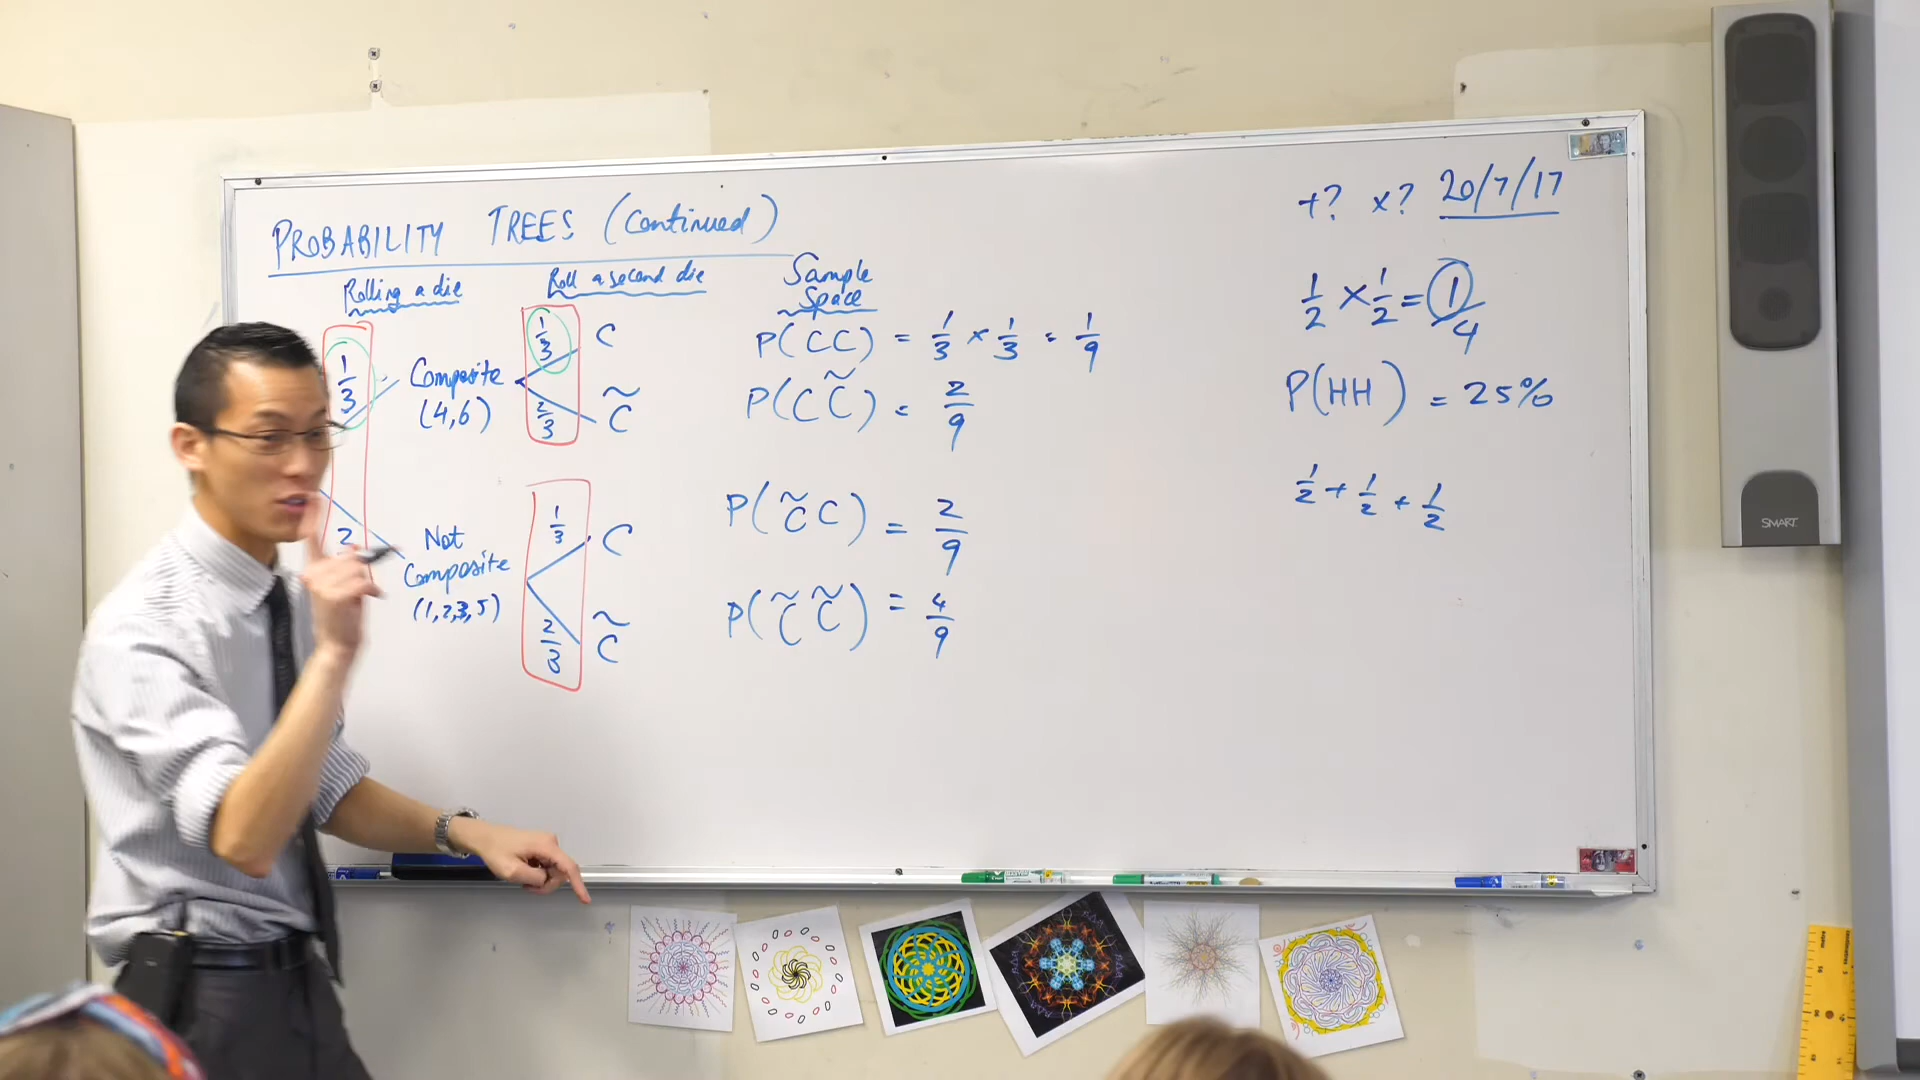 PROBABILITY TREES (Continued)
+? ×? 20/7/17
Rolling a die
Roll a second die
Sample
Space
1/3
Composite
(4,6)
1/3 C
2/3 C̃
2
Not
Composite
(1,2,3,5)
1/3 C
2/3 C̃
P(CC) = 1/3 × 1/3 = 1/9
P(CC̃) = 2/9
P(C̃C) = 2/9
P(C̃C̃) = 4/9
1/2 × 1/2 = 1/4
P(HH) = 25%
1/2 + 1/2 + 1/2
SMART